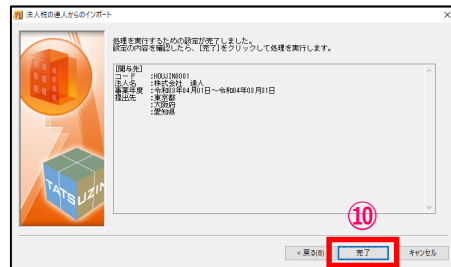 法人税の達人からのインポート
処理を実行するための設定が完了しました。
設定の内容を確認したら、[完了]をクリックして処理を実行します。
[関与先]
コード　:HOUJIN0001
法人名　:株式会社　達人
事業年度　:令和03年04月01日～令和04年03月31日
提出先　:東京都
:大阪府
:愛知県
TATSUZIN
⑩
< 戻る(B)
完了
キャンセル